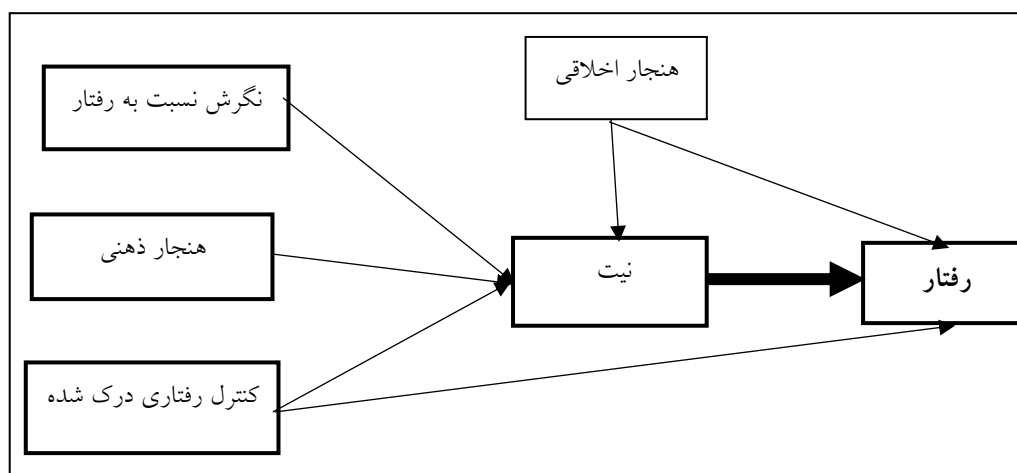 هنجار اخلاقی
نگرش نسبت به رفتار
هنجار ذهنی
نیت
رفتار
کنترل رفتاری درک شده